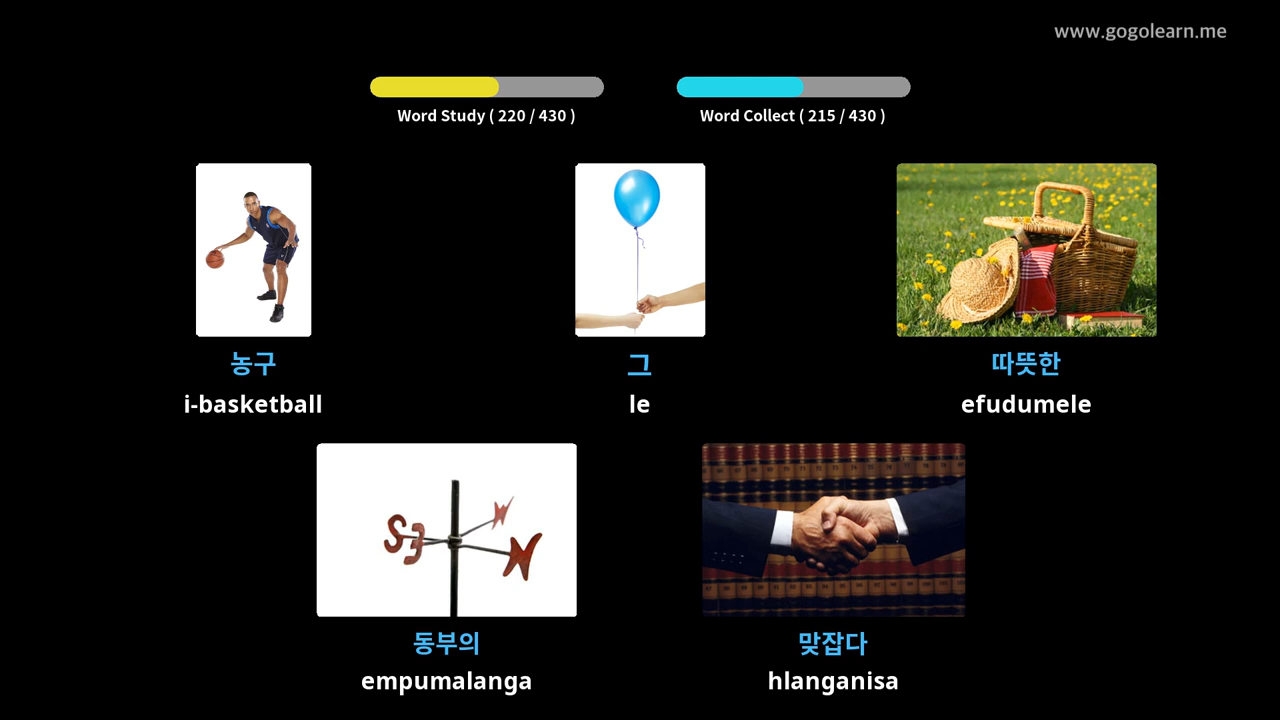 www.gogolearn.me
Word Study ( 220 / 430 )
Word Collect ( 215 / 430 )
농구
i-basketball
그
le
따뜻한
efudumele
동부의
empumalanga
맞잡다
hlanganisa